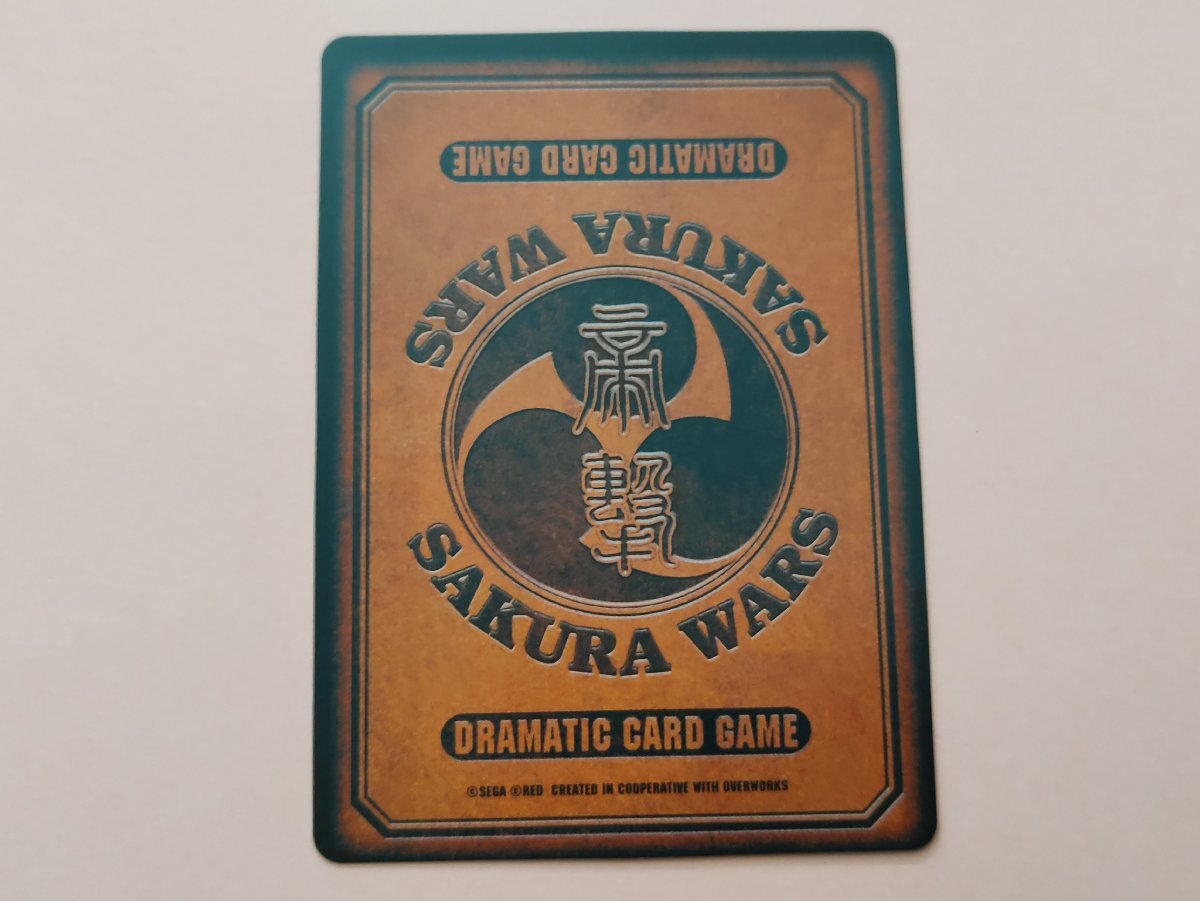 DRAMATIC CARD GAME
SAKURA WARS
帝
撃
SAKURA WARS
DRAMATIC CARD GAME
©SEGA ©RED CREATED IN COOPERATIVE WITH OVERWORKS